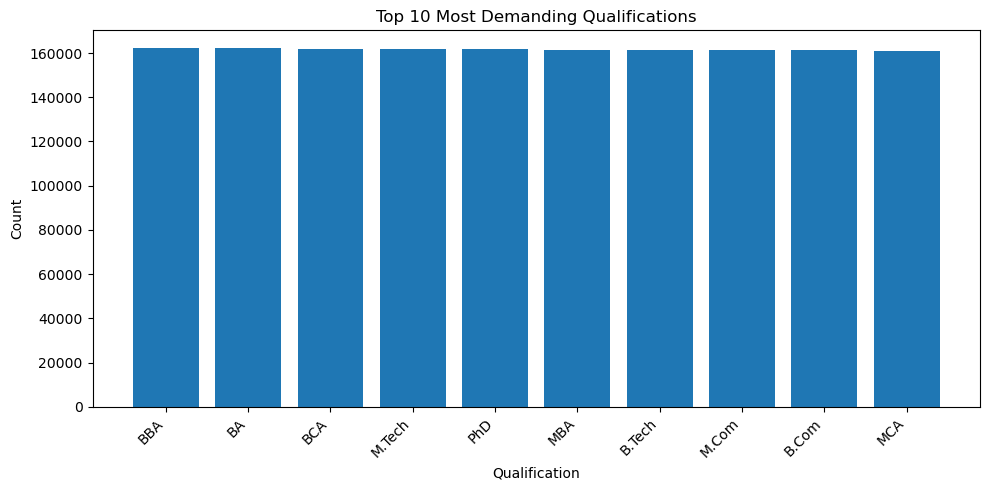 Top 10 Most Demanding Qualifications
160000
140000
120000
100000
80000
60000
40000
20000
0
Count
BBA
BA
BCA
M.Tech
PhD
MBA
B.Tech
M.Com
B.Com
MCA
Qualification